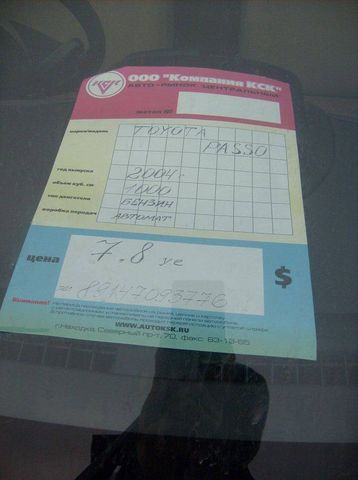 КСК
ООО "Компания КСК"
АВТО-РЫНОК ЦЕНТРАЛЬНЫЙ
марка/модель TOYOTA
PASSO
год выпуска 2004
объем куб. см 1000
тип двигателя БЕНЗИН
коробка передач АВТОМАТ
цена 7.8 уе
$
89147093776
Внимание!
WWW.AUTOKSK.RU
г.Находка, Северный пр-т, 70, факс: 63-13-65